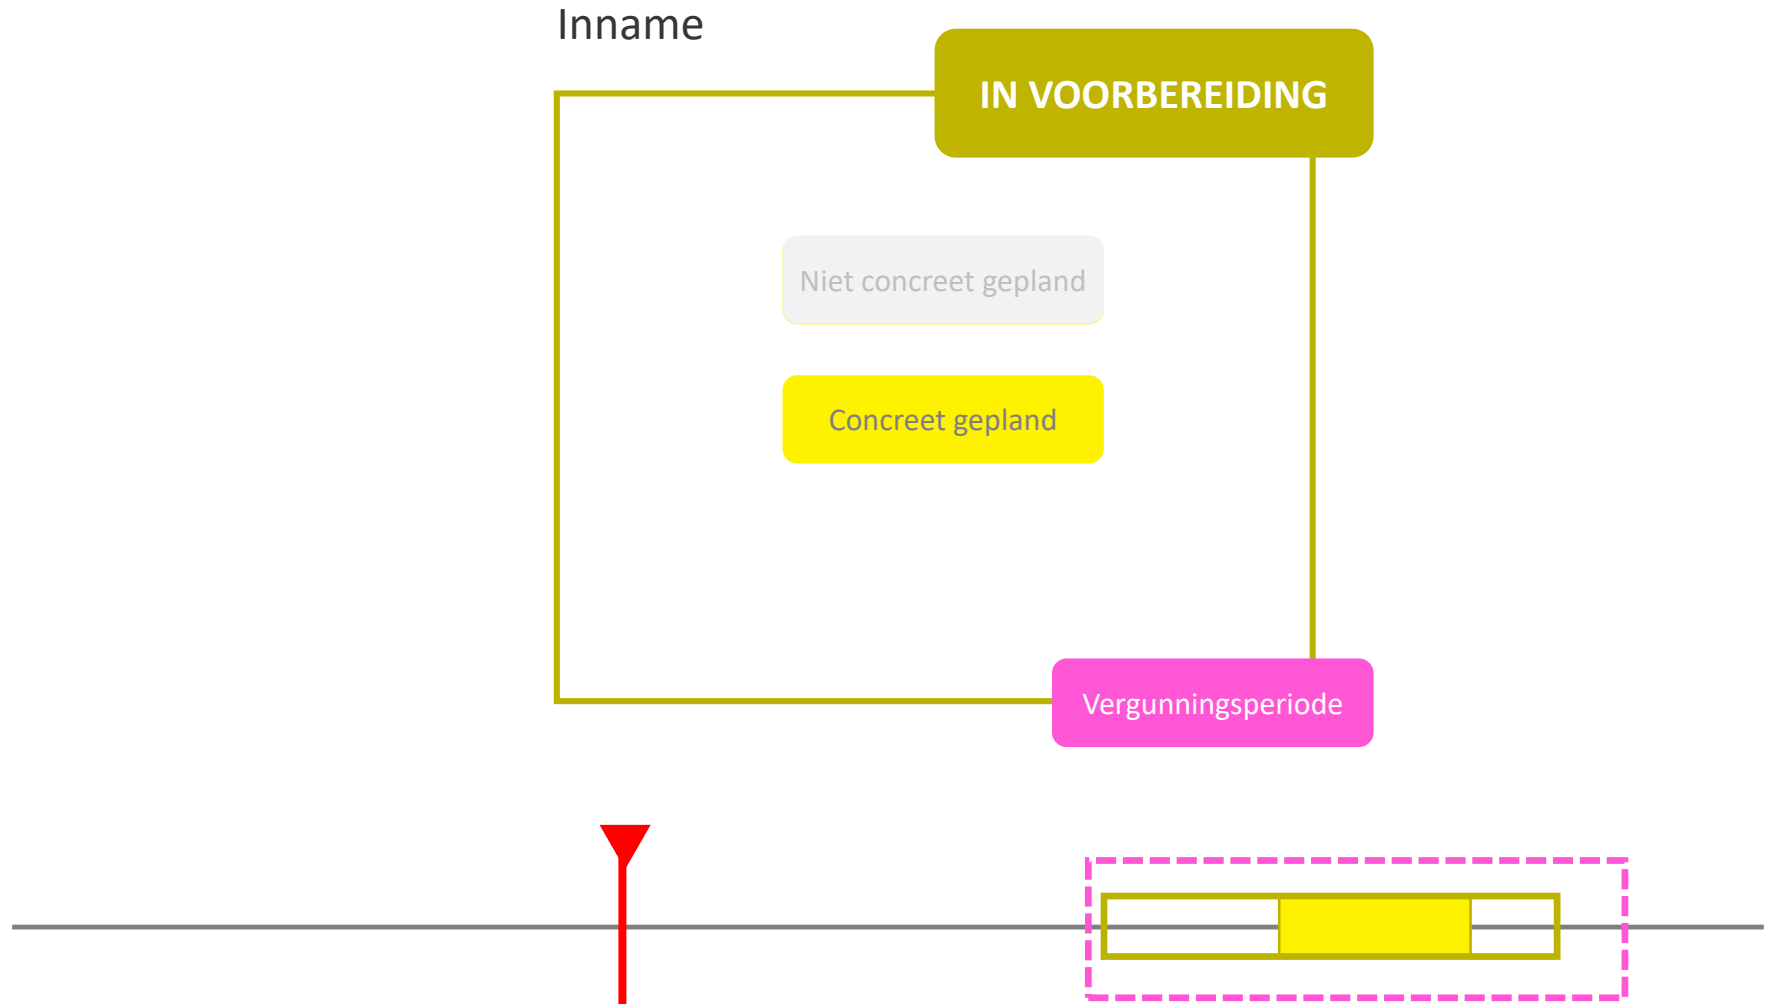 Inname
IN VOORBEREIDING
Niet concreet gepland
Concreet gepland
Vergunningsperiode